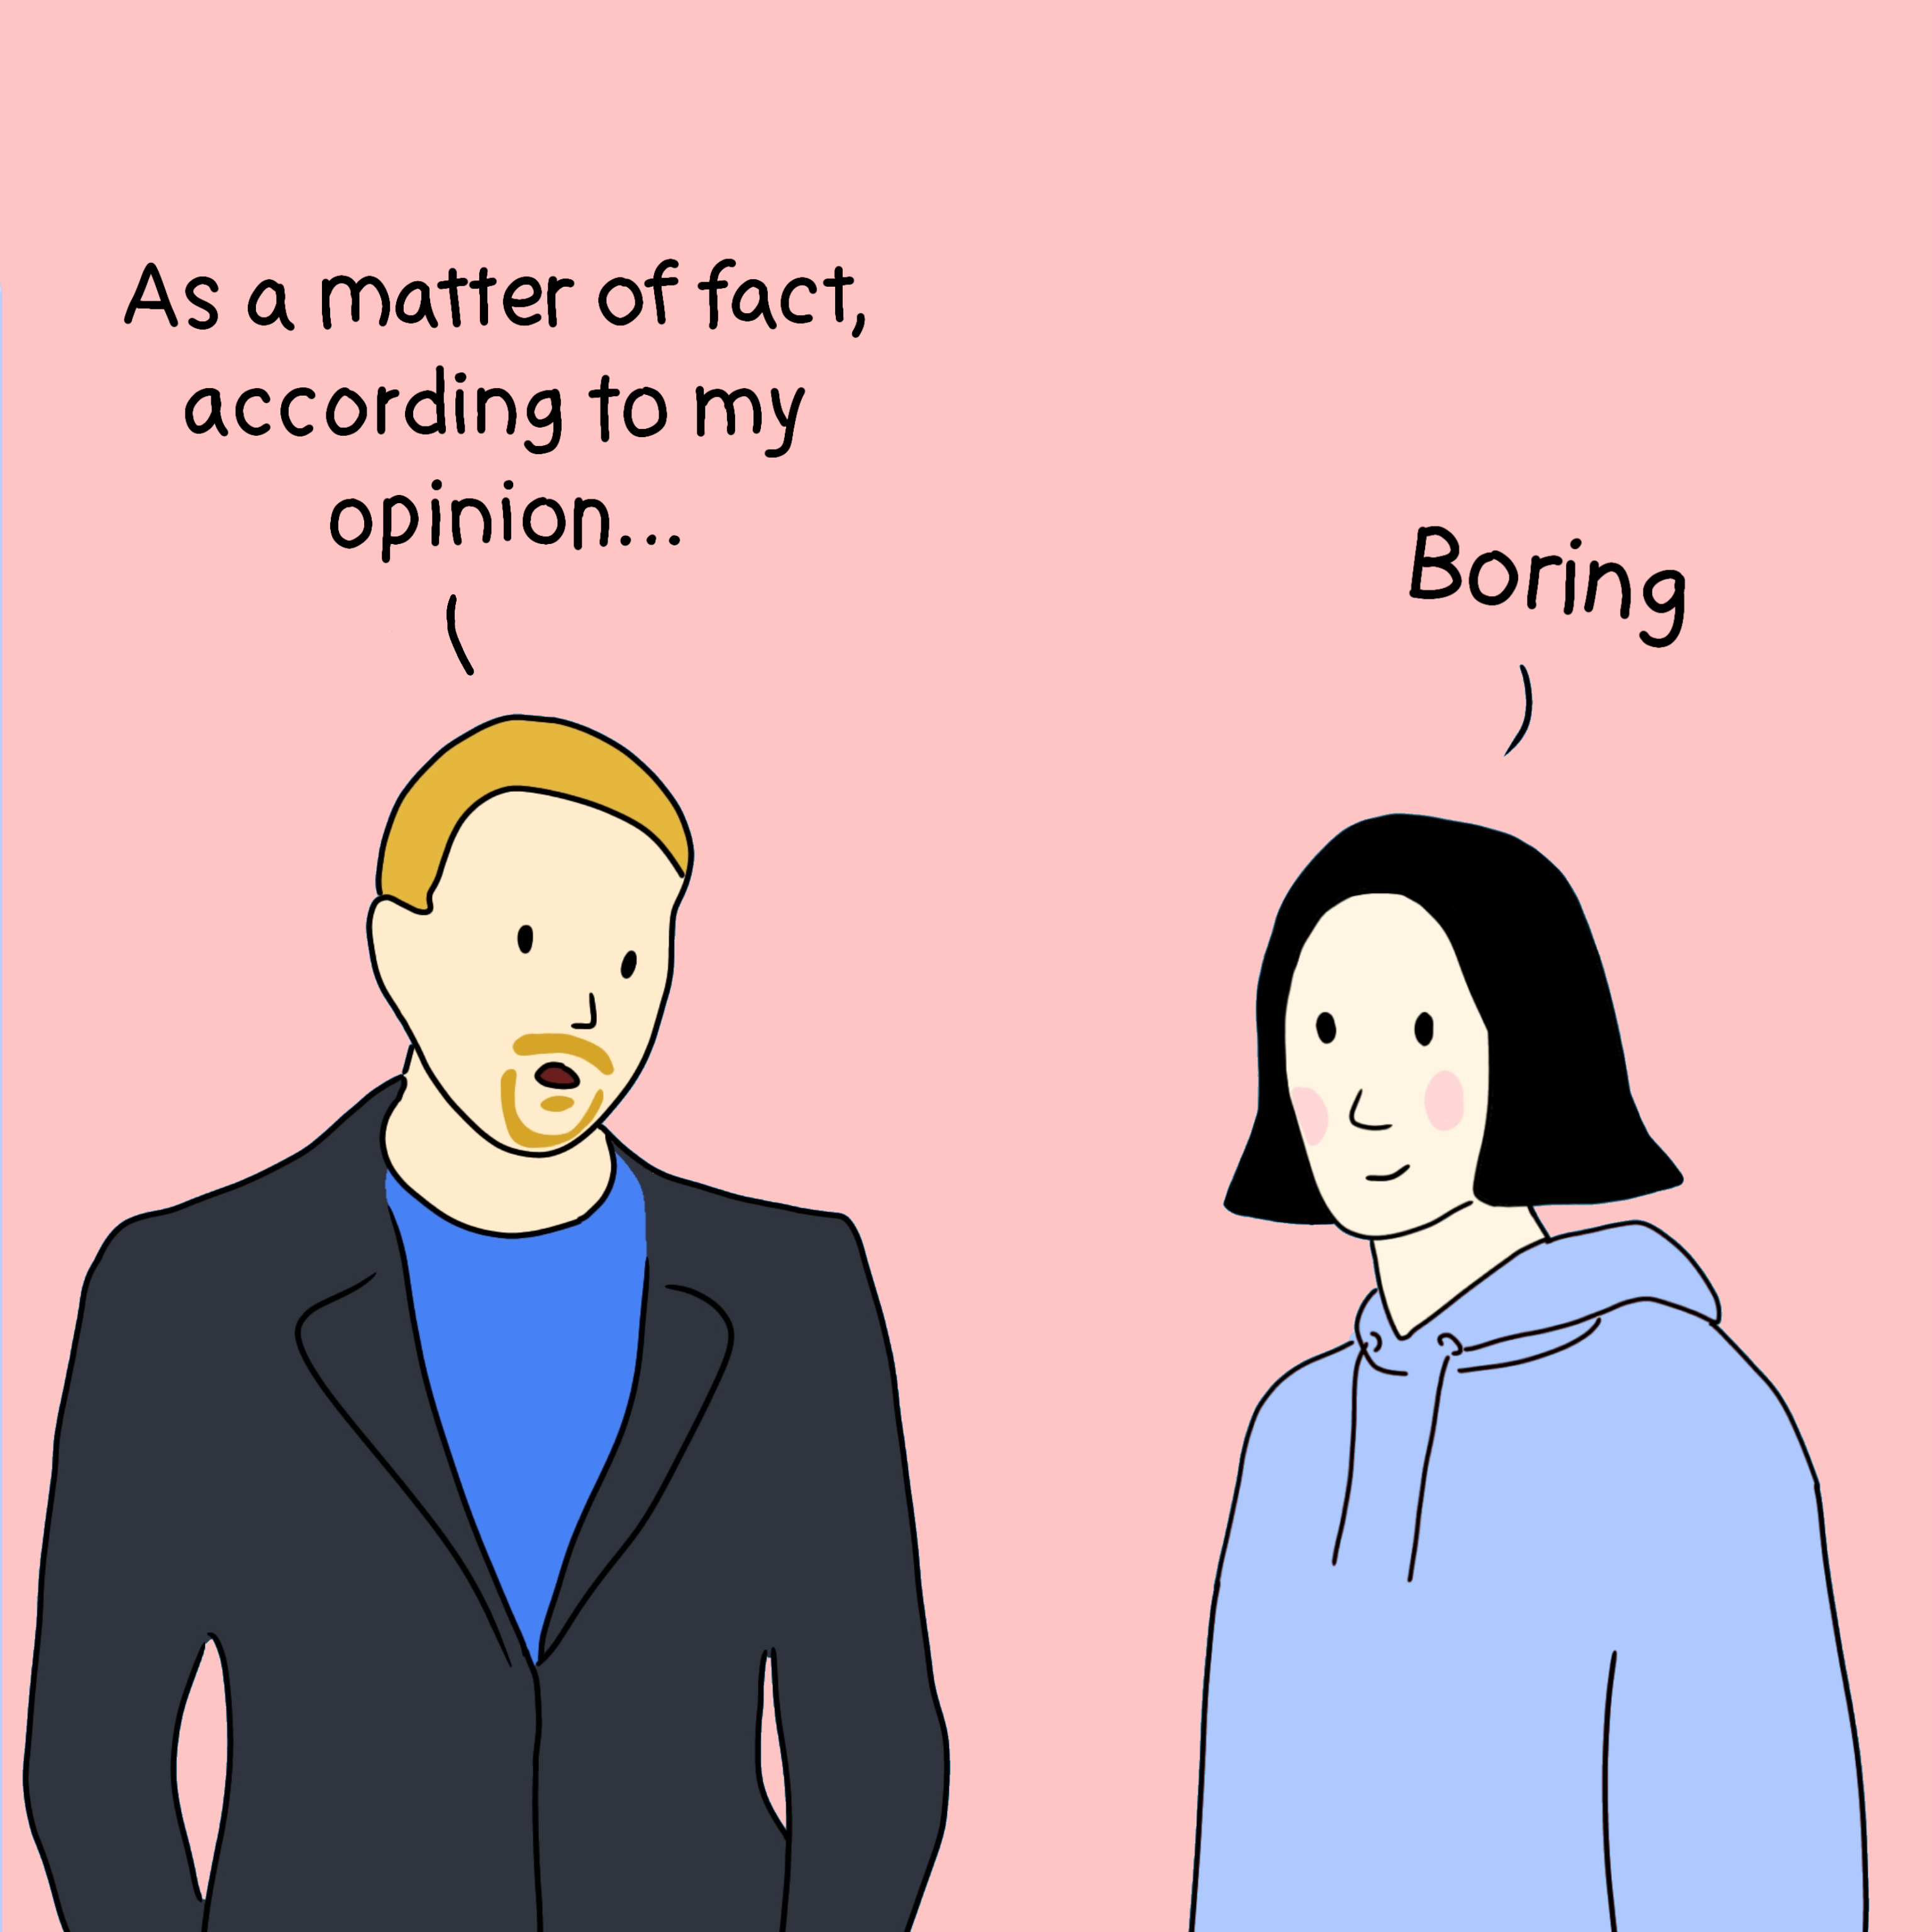 As a matter of fact,
according to my
opinion...
Boring